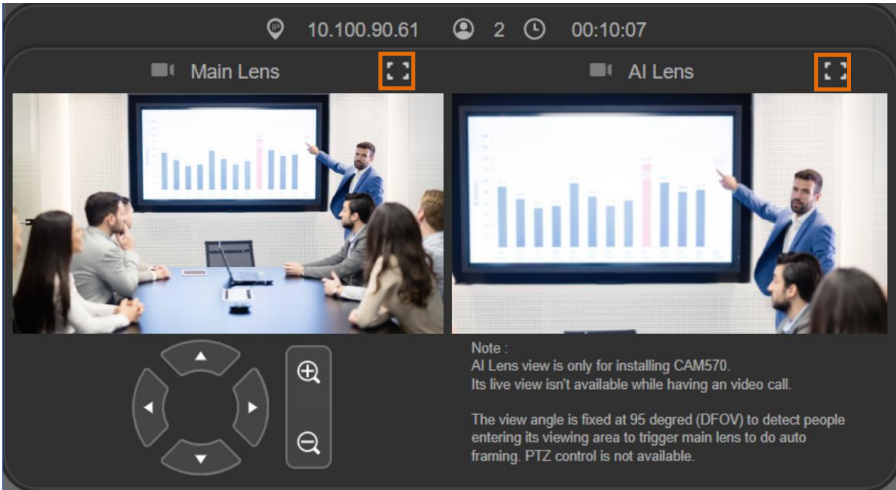 IP 10.100.90.61 2 00:10:07
Main Lens
AI Lens
Note :
AI Lens view is only for installing CAM570.
Its live view isn't available while having an video call.
The view angle is fixed at 95 degred (DFOV) to detect people
entering its viewing area to trigger main lens to do auto
framing. PTZ control is not available.